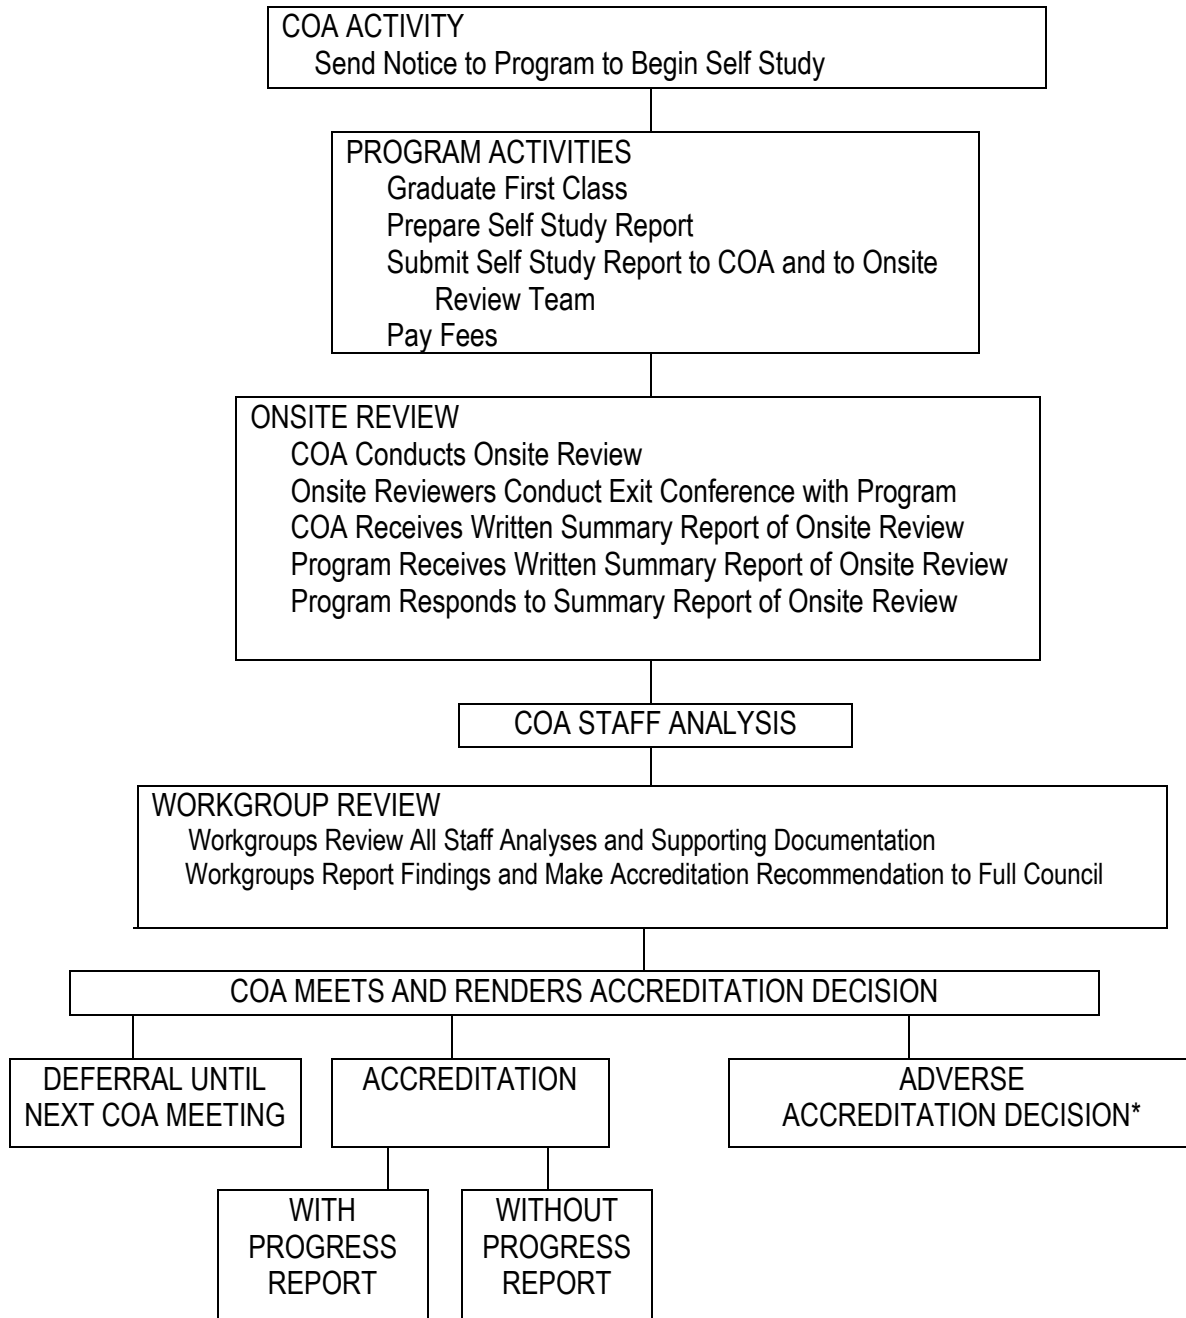 COA ACTIVITY
Send Notice to Program to Begin Self Study
PROGRAM ACTIVITIES
Graduate First Class
Prepare Self Study Report
Submit Self Study Report to COA and to Onsite
Review Team
Pay Fees
ONSITE REVIEW
COA Conducts Onsite Review
Onsite Reviewers Conduct Exit Conference with Program
COA Receives Written Summary Report of Onsite Review
Program Receives Written Summary Report of Onsite Review
Program Responds to Summary Report of Onsite Review
COA STAFF ANALYSIS
WORKGROUP REVIEW
Workgroups Review All Staff Analyses and Supporting Documentation
Workgroups Report Findings and Make Accreditation Recommendation to Full Council
COA MEETS AND RENDERS ACCREDITATION DECISION
DEFERRAL UNTIL
NEXT COA MEETING
ACCREDITATION
ADVERSE
ACCREDITATION DECISION*
WITH
PROGRESS
REPORT
WITHOUT
PROGRESS
REPORT